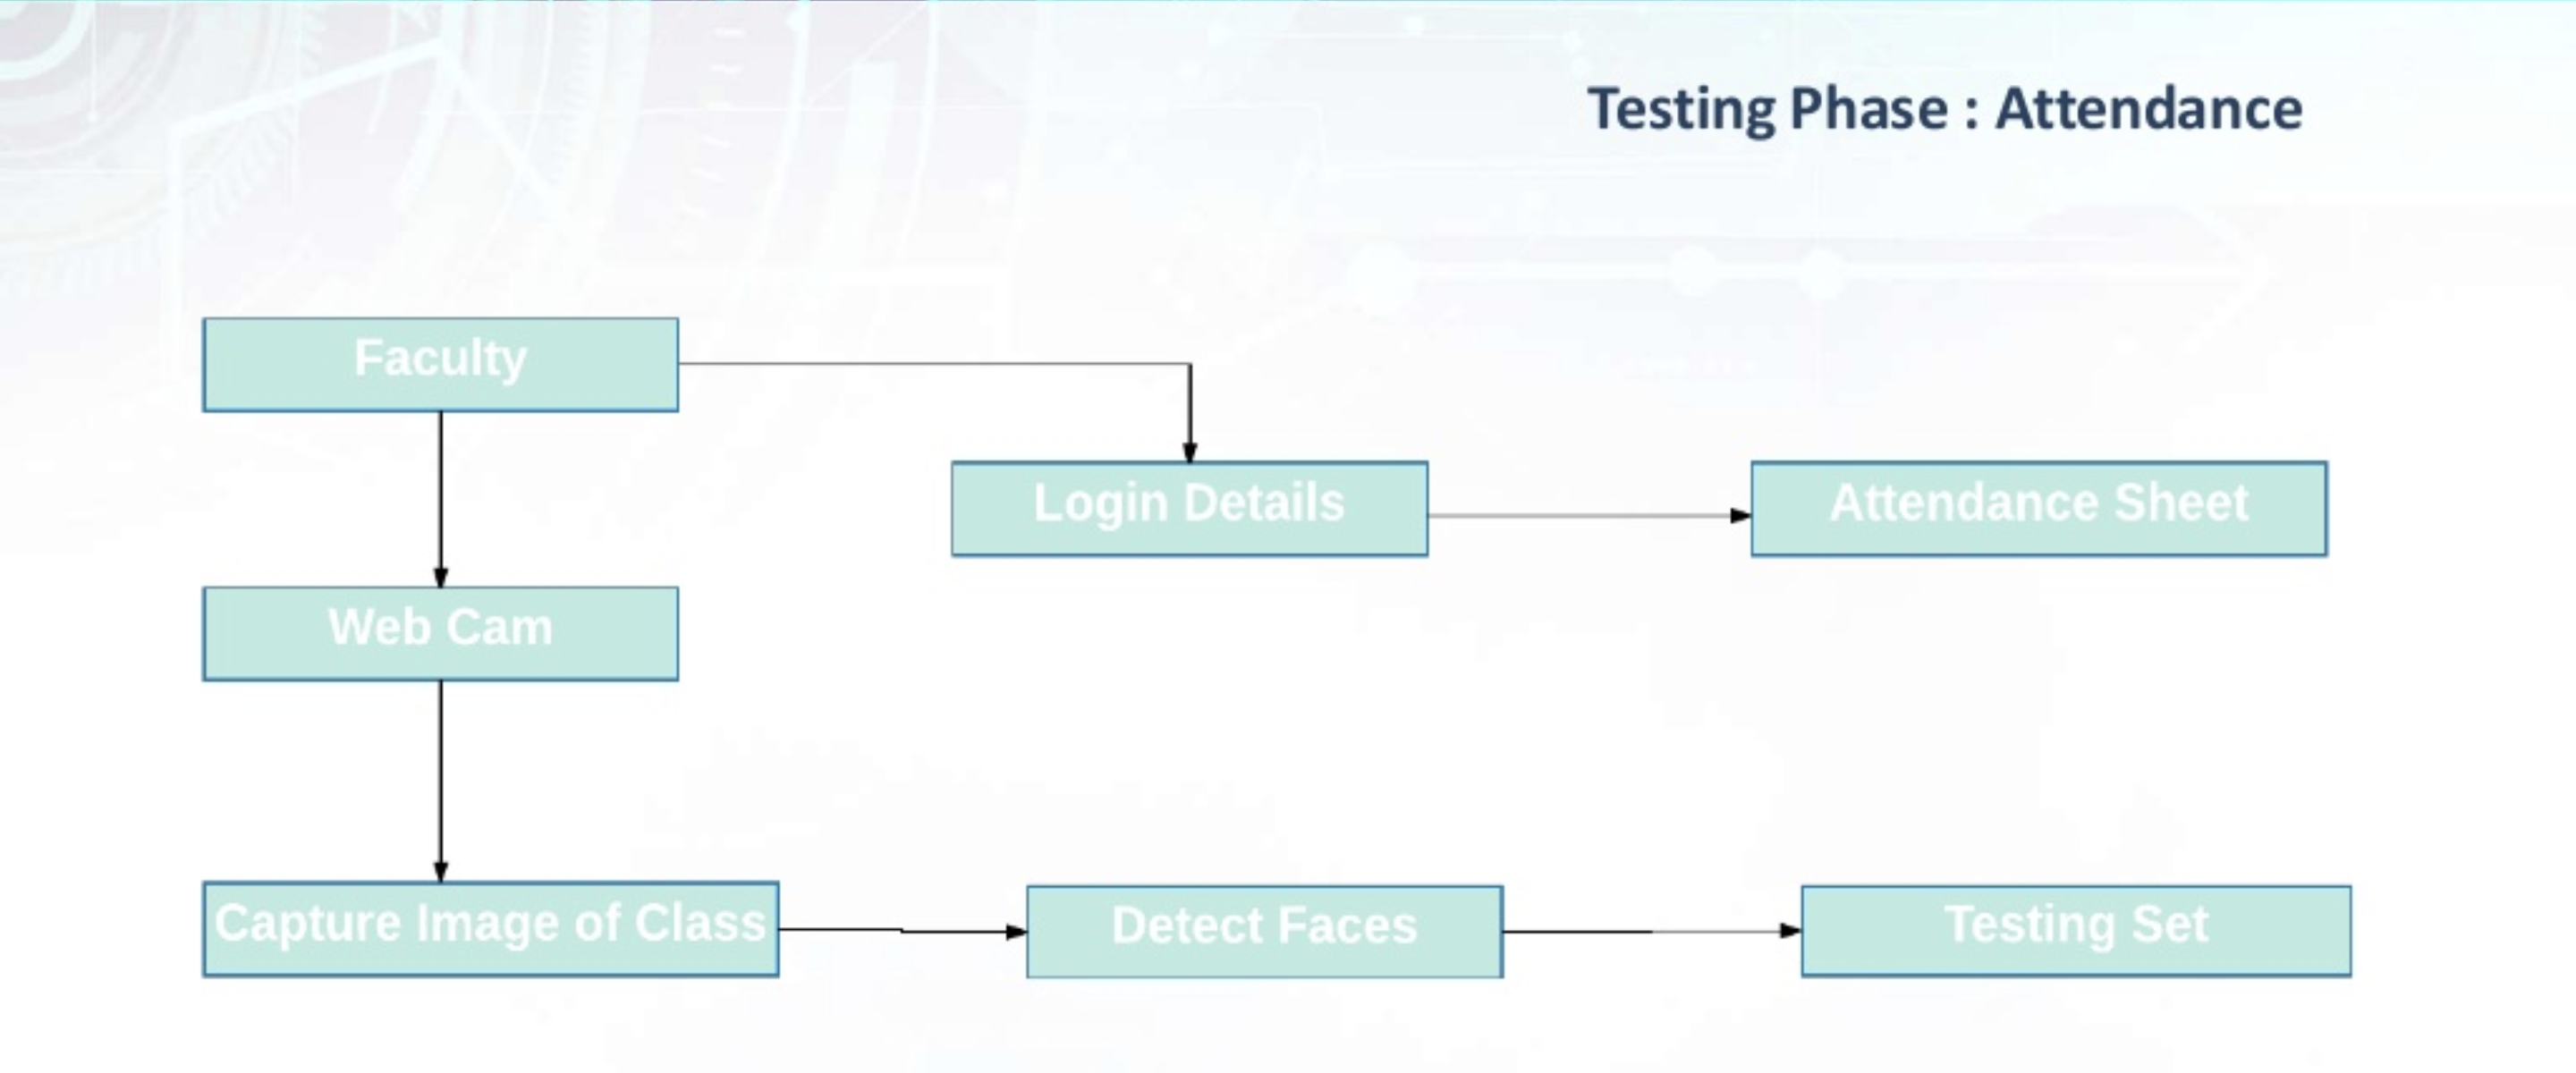 Testing Phase : Attendance
Faculty
Login Details
Attendance Sheet
Web Cam
Capture Image of Class
Detect Faces
Testing Set